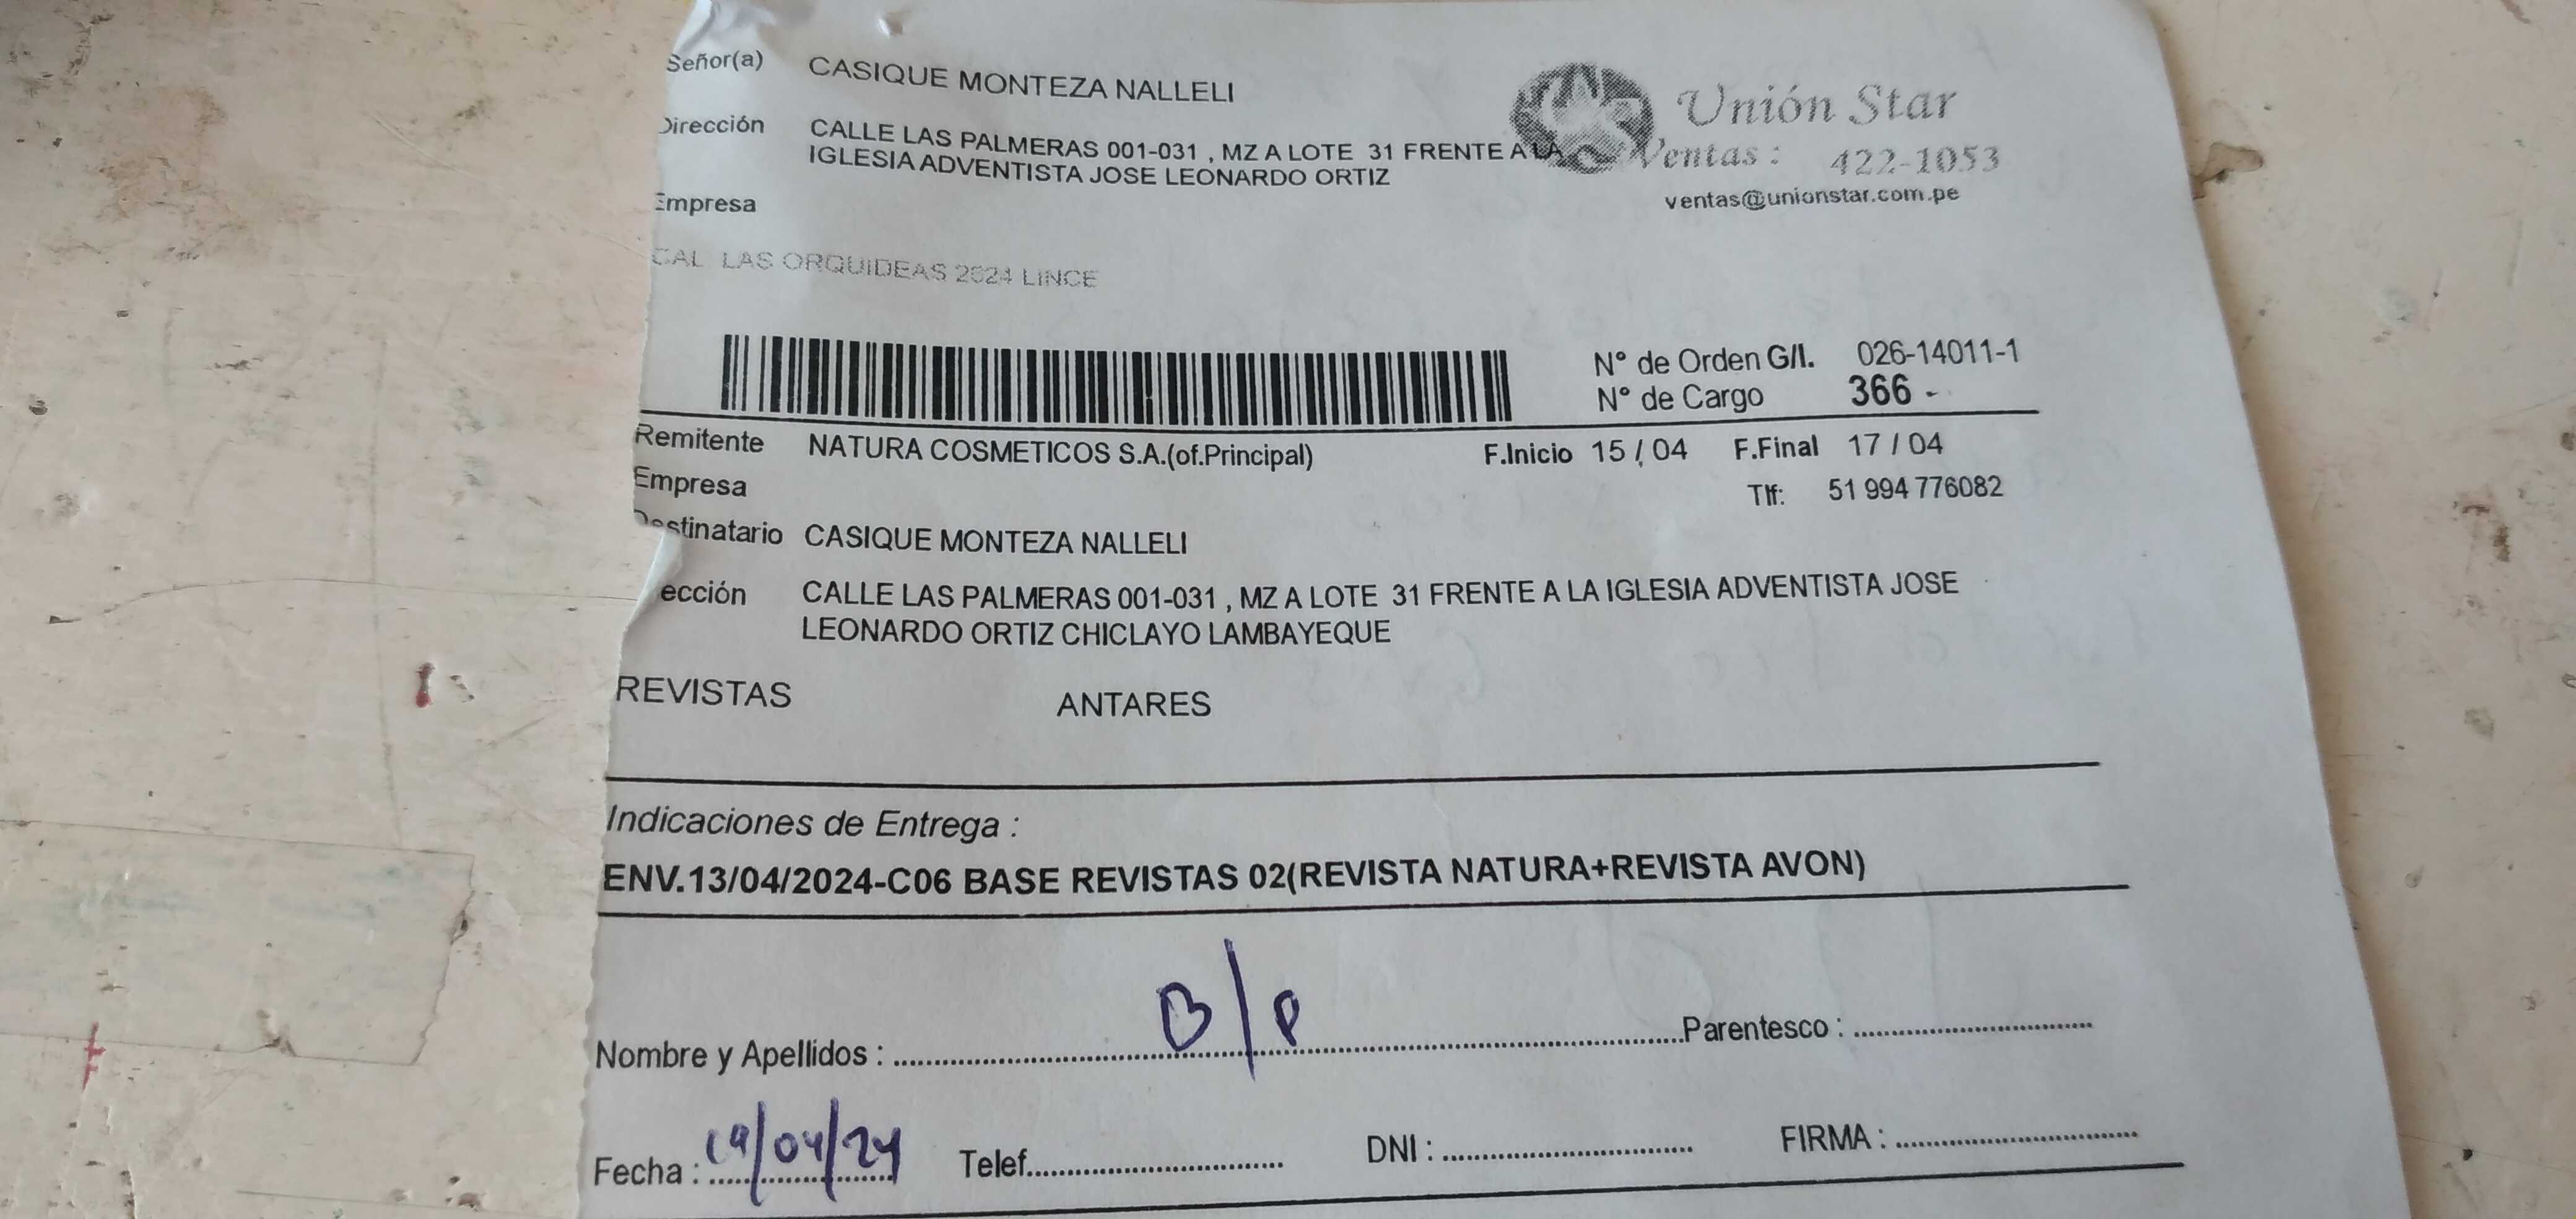 Señor(a) CASIQUE MONTEZA NALLELI
Unión Star
Dirección CALLE LAS PALMERAS 001-031 , MZ A LOTE 31 FRENTE A LA
IGLESIA ADVENTISTA JOSE LEONARDO ORTIZ
Ventas : 422-1053
ventas@unionstar.com.pe
Empresa
CAL LAS ORQUIDEAS 2624 LINCE
N° de Orden G/I. 026-14011-1
N° de Cargo 366 -
Remitente NATURA COSMETICOS S.A.(of.Principal) F.Inicio 15 / 04 F.Final 17 / 04
Empresa Tlf: 51 994 776082
Destinatario CASIQUE MONTEZA NALLELI
ección CALLE LAS PALMERAS 001-031 , MZ A LOTE 31 FRENTE A LA IGLESIA ADVENTISTA JOSE
LEONARDO ORTIZ CHICLAYO LAMBAYEQUE
REVISTAS ANTARES
Indicaciones de Entrega :
ENV.13/04/2024-C06 BASE REVISTAS 02(REVISTA NATURA+REVISTA AVON)
B/P
Nombre y Apellidos : Parentesco :
Fecha : 19/04/24 Telef. DNI : FIRMA :